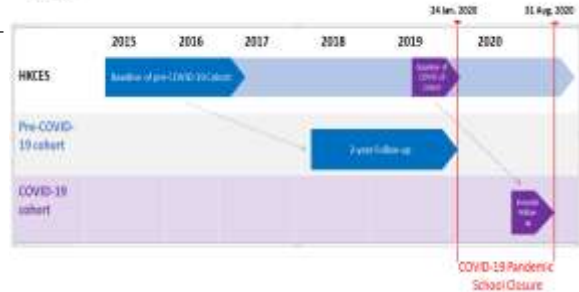 24 Jan. 2020
31 Aug. 2020
2015 2016 2017 2018 2019 2020
HKCES
Baseline of pre-COVID-19 Cohort
Baseline of COVID-19 cohort
Pre-COVID-
19 cohort
3-year Follow-up
COVID-19
cohort
COVID-19 Pandemic
School Closure